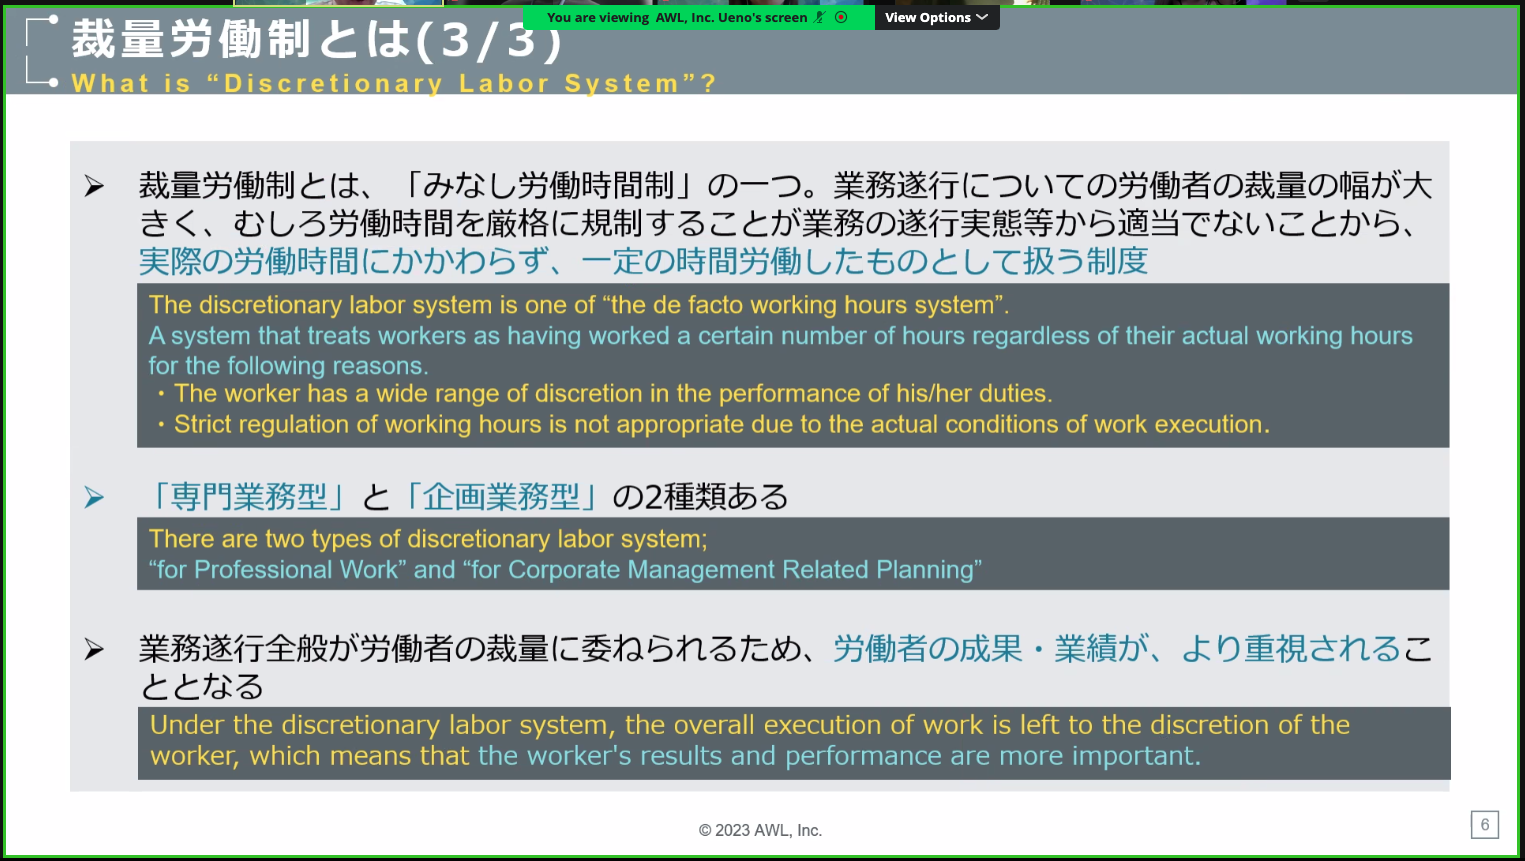 You are viewing AWL, Inc. Ueno's screen
View Options
裁量労働制とは(3/3)
What is “Discretionary Labor System”?
裁量労働制とは、「みなし労働時間制」の一つ。業務遂行についての労働者の裁量の幅が大
きく、むしろ労働時間を厳格に規制することが業務の遂行実態等から適当でないことから、
実際の労働時間にかかわらず、一定の時間労働したものとして扱う制度
The discretionary labor system is one of “the de facto working hours system”.
A system that treats workers as having worked a certain number of hours regardless of their actual working hours
for the following reasons.
・The worker has a wide range of discretion in the performance of his/her duties.
・Strict regulation of working hours is not appropriate due to the actual conditions of work execution.
「専門業務型」と「企画業務型」の2種類ある
There are two types of discretionary labor system;
“for Professional Work” and “for Corporate Management Related Planning”
業務遂行全般が労働者の裁量に委ねられるため、労働者の成果・業績が、より重視されるこ
ととなる
Under the discretionary labor system, the overall execution of work is left to the discretion of the
worker, which means that the worker's results and performance are more important.
© 2023 AWL, Inc.
6